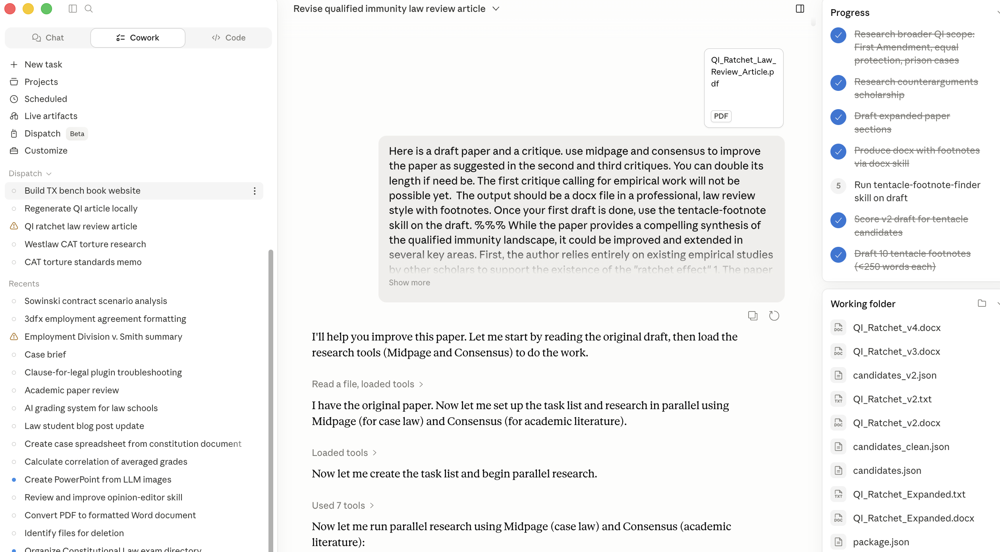 Chat
Cowork
Code
New task
Projects
Scheduled
Live artifacts
Dispatch Beta
Customize
Dispatch
Build TX bench book website
Regenerate QI article locally
QI ratchet law review article
Westlaw CAT torture research
CAT torture standards memo
Recents
Sowinski contract scenario analysis
3dfx employment agreement formatting
Employment Division v. Smith summary
Case brief
Clause-for-legal plugin troubleshooting
Academic paper review
AI grading system for law schools
Law student blog post update
Create case spreadsheet from constitution document
Calculate correlation of averaged grades
Create PowerPoint from LLM images
Review and improve opinion-editor skill
Convert PDF to formatted Word document
Identify files for deletion
Organize Constitutional Law exam directory
Revise qualified immunity law review article
QI_Ratchet_Law_
Review_Article.p
df
PDF
Here is a draft paper and a critique. use midpage and consensus to improve
the paper as suggested in the second and third critiques. You can double its
length if need be. The first critique calling for empirical work will not be
possible yet.  The output should be a docx file in a professional, law review
style with footnotes. Once your first draft is done, use the tentacle-footnote
skill on the draft. %%% While the paper provides a compelling synthesis of
the qualified immunity landscape, it could be improved and extended in
several key areas. First, the author relies entirely on existing empirical studies
by other scholars to support the existence of the "ratchet effect" 1. The paper
Show more
I'll help you improve this paper. Let me start by reading the original draft, then load the
research tools (Midpage and Consensus) to do the work.
Read a file, loaded tools
I have the original paper. Now let me set up the task list and research in parallel using
Midpage (for case law) and Consensus (for academic literature).
Loaded tools
Now let me create the task list and begin parallel research.
Used 7 tools
Now let me run parallel research using Midpage (case law) and Consensus (academic
literature):
Progress
Research broader QI scope:
First Amendment, equal
protection, prison cases
Research counterarguments
scholarship
Draft expanded paper
sections
Produce docx with footnotes
via docx skill
5 Run tentacle-footnote-finder
skill on draft
Score v2 draft for tentacle
candidates
Draft 10 tentacle footnotes
(≤250 words each)
Working folder
DOC QI_Ratchet_v4.docx
DOC QI_Ratchet_v3.docx
candidates_v2.json
TXT QI_Ratchet_v2.txt
DOC QI_Ratchet_v2.docx
candidates_clean.json
candidates.json
TXT QI_Ratchet_Expanded.txt
DOC QI_Ratchet_Expanded.docx
package.json